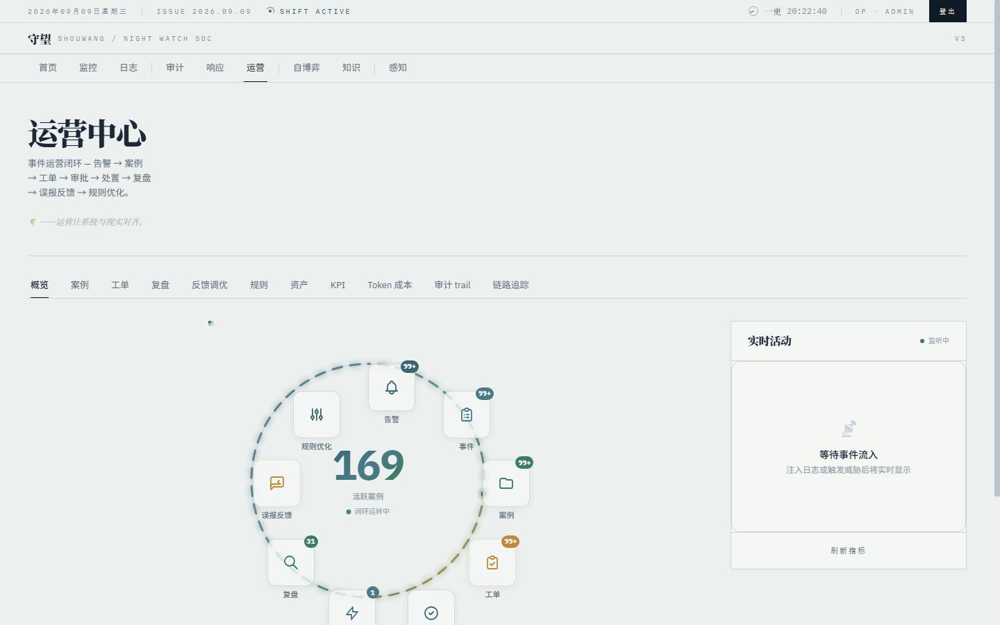 2026年09月09日星期三
ISSUE 2026.09.09
SHIFT ACTIVE
一更 20:22:40
OP · ADMIN
登出
守望 SHOUWANG / NIGHT WATCH SOC
V3
首页 监控 日志 审计 响应 运营 自博弈 知识 感知
运营中心
事件运营闭环 — 告警 → 案例
→ 工单 → 审批 → 处置 → 复盘
→ 误报反馈 → 规则优化。
¶ ——运营让系统与现实对齐。
概览 案例 工单 复盘 反馈调优 规则 资产 KPI Token 成本 审计 trail 链路追踪
99+
告警
99+
事件
规则优化
169
活跃案例
闭环运转中
99+
案例
误报反馈
99+
工单
31
复盘
1
实时活动
监听中
等待事件流入
注入日志或触发威胁后将实时显示
刷新指标